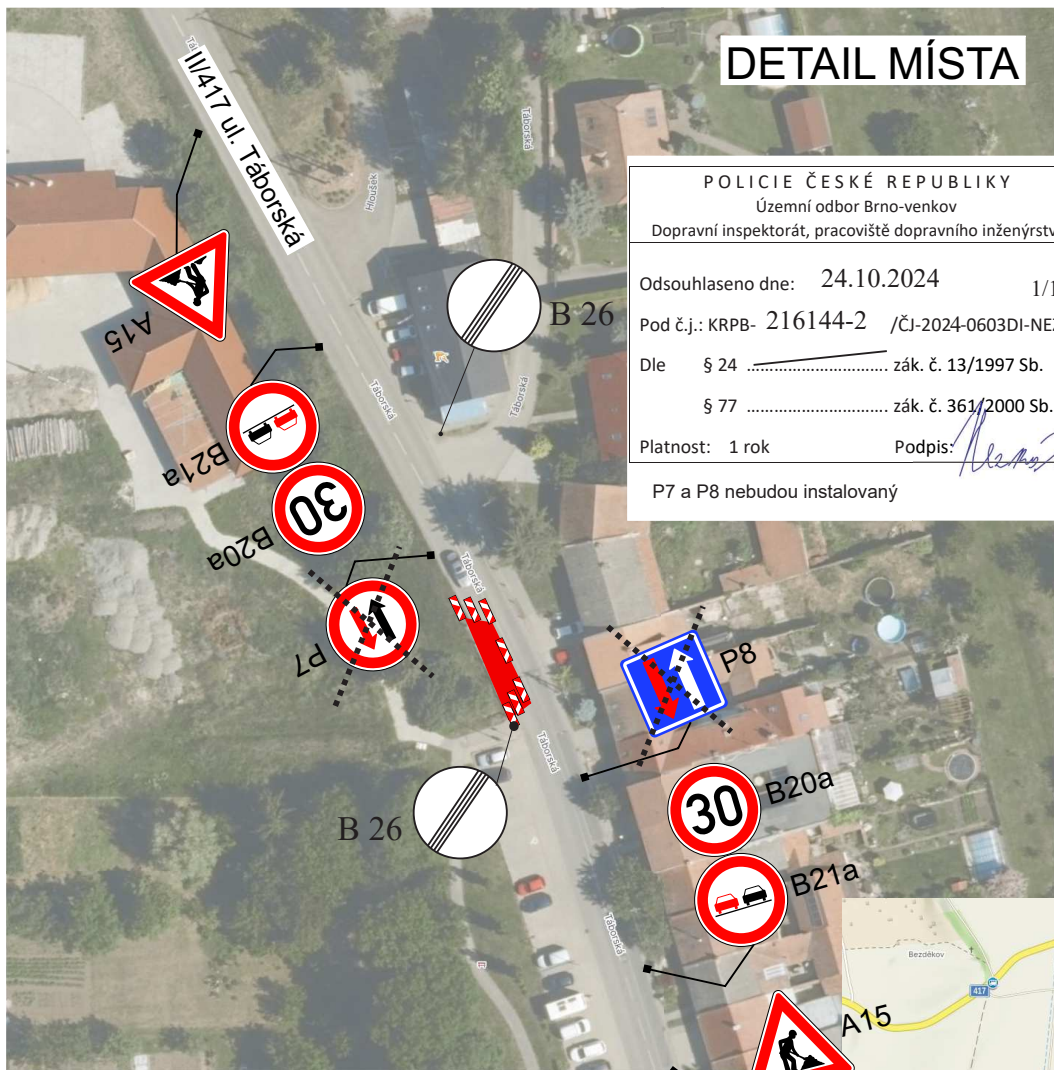 DETAIL MÍSTA
II/417 ul. Táborská
Táborská
Hloušek
POLICIE ČESKÉ REPUBLIKY
Územní odbor Brno-venkov
Dopravní inspektorát, pracoviště dopravního inženýrstv
Odsouhlaseno dne: 24.10.2024 1/1
Pod č.j.: KRPB- 216144-2 /ČJ-2024-0603DI-NEZ
Dle § 24 ................................ zák. č. 13/1997 Sb.
§ 77 ................................ zák. č. 361/2000 Sb.
Platnost: 1 rok Podpis:
P7 a P8 nebudou instalovaný
A15
B 26
Táborská
Táborská
B21a
30
B20a
Táborská
P7
P8
Táborská
B 26
30
B20a
B21a
Táborská
Bezděkov
417
A15